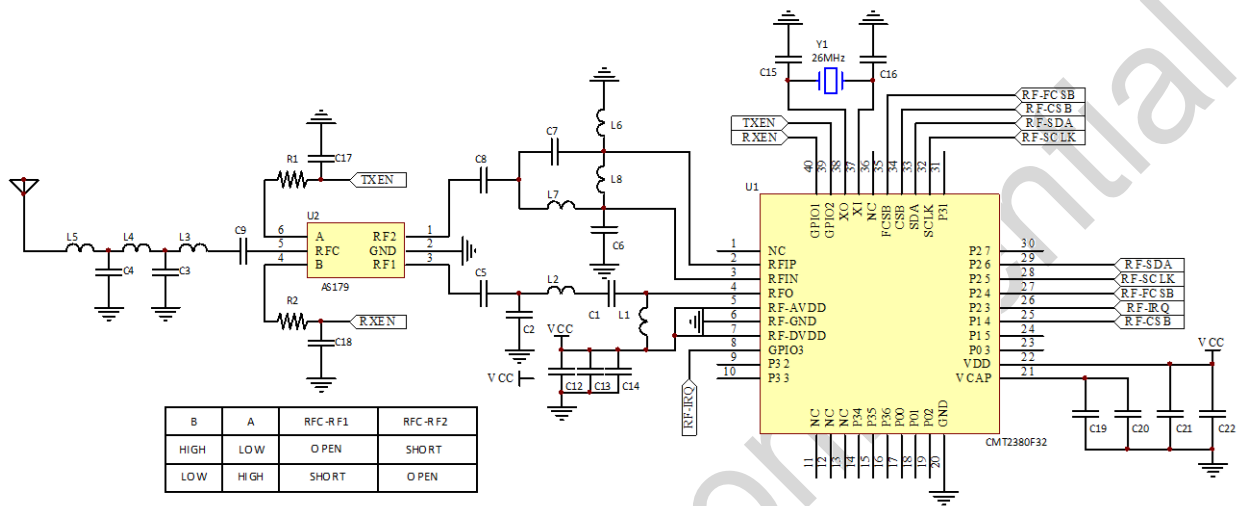 Y1
26MHz
C15
C16
RF-FCSB
RF-CSB
RF-SDA
RF-SCLK
TXEN
RXEN
40
39
38
37
36
35
34
33
32
31
U1
GPIO1
GPIO2
XO
XI
NC
FCSB
CSB
SDA
SCLK
P31
L6
C7
C8
L8
L7
C6
R1
C17
TXEN
U2
6
5
4
A
RFC
B
RF2
GND
RF1
1
2
3
AS179
L5
L4
L3
C9
C4
C3
R2
RXEN
C18
C5
L2
C2
C1
L1
VCC
C12
C13
C14
VCC
RF-IRQ
1 NC
2 RFIP
3 RFIN
4 RFO
5 RF-AVDD
6 RF-GND
7 RF-DVDD
8 GPIO3
9 P32
10 P33
P27 30
P26 29 RF-SDA
P25 28 RF-SCLK
P24 27 RF-FCSB
P23 26 RF-IRQ
P14 25 RF-CSB
P15 24
P03 23
VDD 22
VCAP 21
VCC
C19
C20
C21
C22
NC
NC
NC
P34
P35
P36
P00
P01
P02
GND
11
12
13
14
15
16
17
18
19
20
CMT2380F32
B A RFC-RF1 RFC-RF2
HIGH LOW OPEN SHORT
LOW HIGH SHORT OPEN